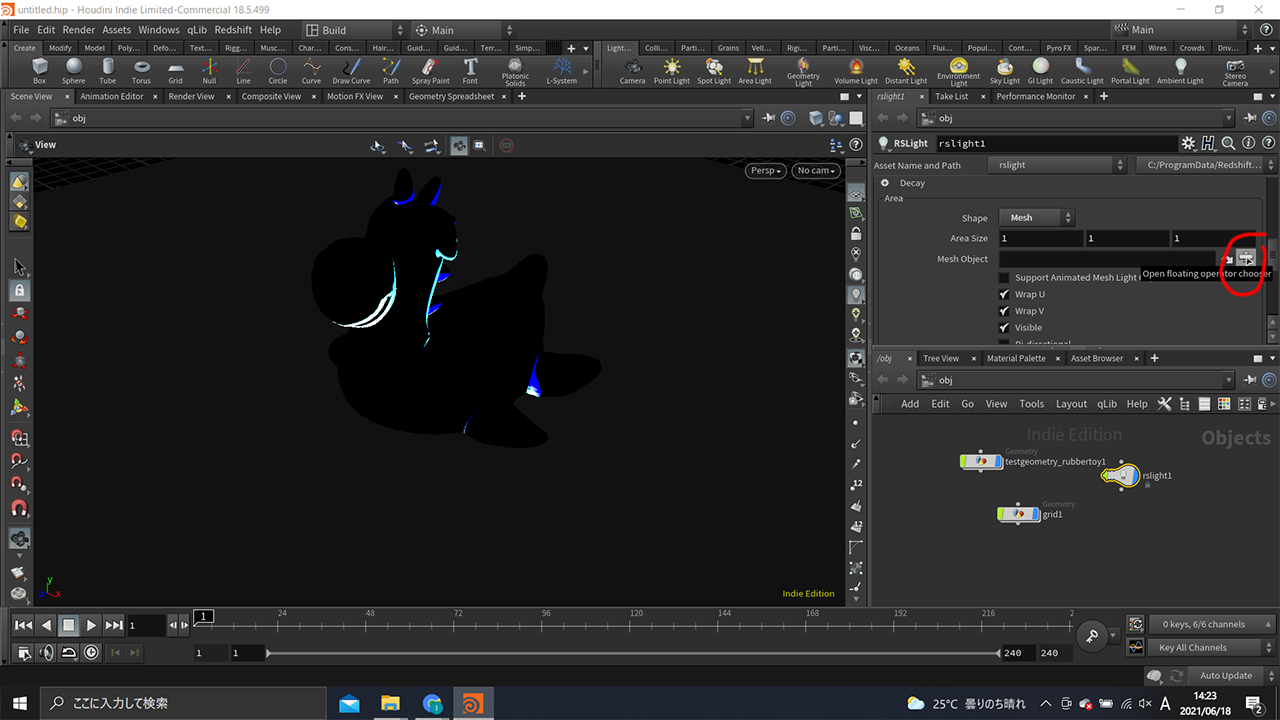 untitled.hip - Houdini Indie Limited-Commercial 18.5.499
File Edit Render Assets Windows qLib Redshift Help Build Main Main
Create Modify Model Poly... Defo... Text... Rigg... Musc... Char... Cons... Hair... Guid... Guid... Terr... Simp... Light... Colli... Parti... Grains Vell... Rigi... Parti... Visc... Oceans Flui... Popul... Cont... Pyro FX Spar... FEM Wires Crowds Driv...
Box Sphere Tube Torus Grid Null Line Circle Curve Draw Curve Path Spray Paint Font Platonic Solids L-System Camera Point Light Spot Light Area Light Geometry Light Volume Light Distant Light Environment Light Sky Light GI Light Caustic Light Portal Light Ambient Light Stereo Camera
Scene View Animation Editor Render View Composite View Motion FX View Geometry Spreadsheet
obj
View
Persp No cam
Indie Edition
y
x
rslight1 Take List Performance Monitor
obj
RSLight rslight1
Asset Name and Path rslight C:/ProgramData/Redshift...
Decay
Area
Shape Mesh
Area Size 1 1 1
Mesh Object
Open floating operator chooser
Support Animated Mesh Light
Wrap U
Wrap V
Visible
Bi-directional
/obj Tree View Material Palette Asset Browser
obj
Add Edit Go View Tools Layout qLib Help
Indie Edition Objects
Geometry
testgeometry_rubbertoy1
rslight1
Geometry
grid1
12
12
1 1 24 48 72 96 120 144 168 192 216 2
0 keys, 6/6 channels
1 1 240 240 Key All Channels
Auto Update
ここに入力して検索
25°C 曇りのち晴れ A
14:23
2021/06/18
2